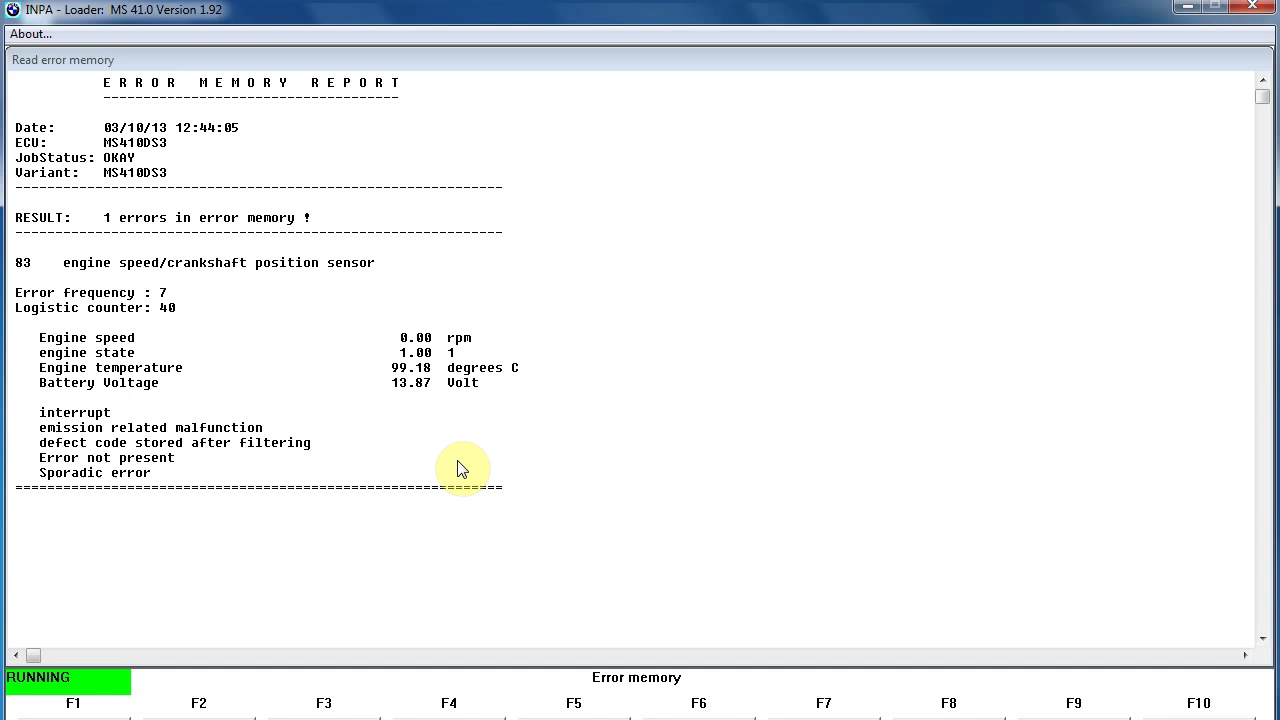 INPA - Loader: MS 41.0 Version 1.92
About...
Read error memory
E R R O R   M E M O R Y   R E P O R T
-------------------------------------
Date: 03/10/13 12:44:05
ECU: MS410DS3
JobStatus: OKAY
Variant: MS410DS3
-------------------------------------------------------------
RESULT: 1 errors in error memory !
-------------------------------------------------------------
83 engine speed/crankshaft position sensor
Error frequency : 7
Logistic counter: 40
Engine speed 0.00 rpm
engine state 1.00 1
Engine temperature 99.18 degrees C
Battery Voltage 13.87 Volt
interrupt
emission related malfunction
defect code stored after filtering
Error not present
Sporadic error
=============================================================
RUNNING Error memory
F1 F2 F3 F4 F5 F6 F7 F8 F9 F10